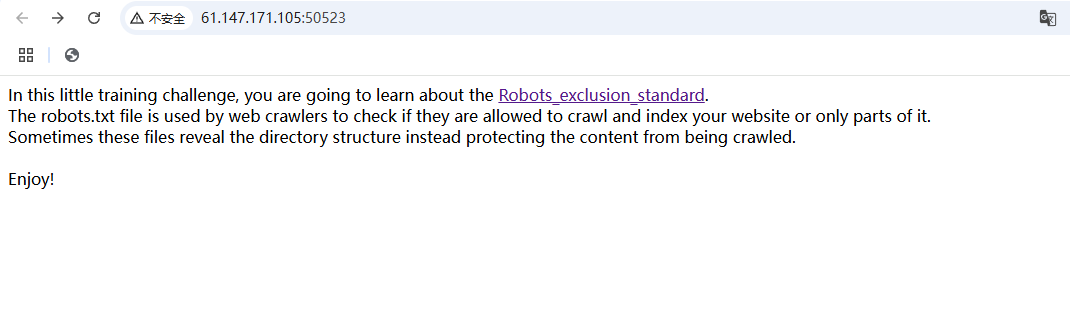 不安全 61.147.171.105:50523
In this little training challenge, you are going to learn about the Robots_exclusion_standard.
The robots.txt file is used by web crawlers to check if they are allowed to crawl and index your website or only parts of it.
Sometimes these files reveal the directory structure instead protecting the content from being crawled.
Enjoy!